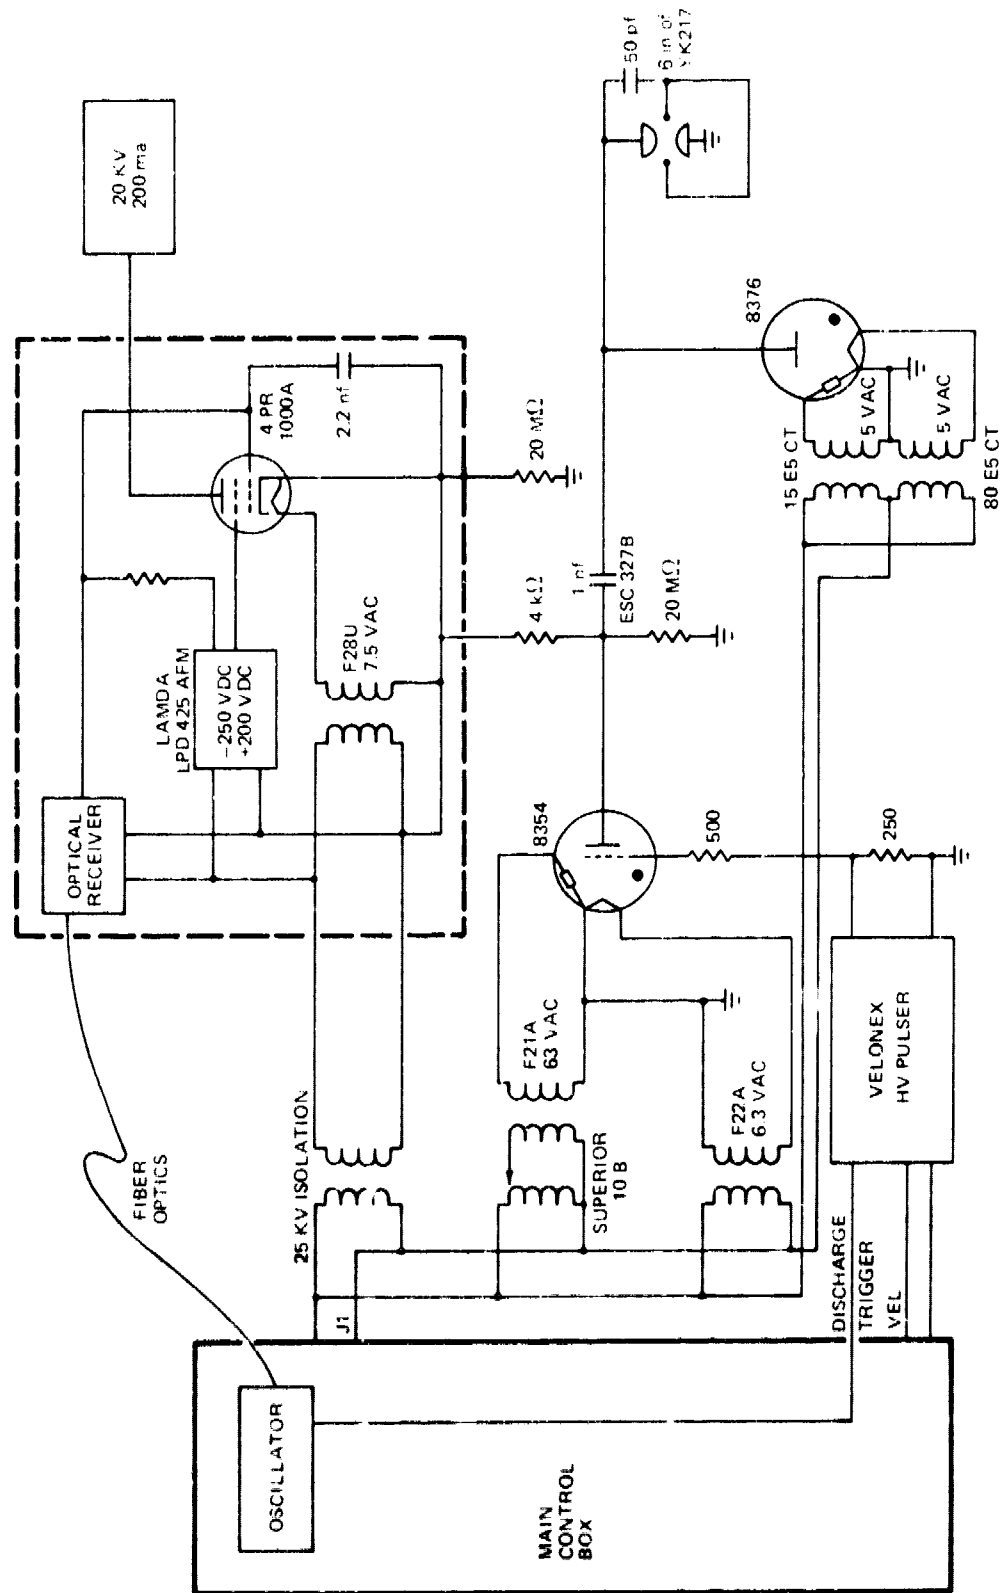 MAIN
CONTROL
BOX
OSCILLATOR
FIBER
OPTICS
OPTICAL
RECEIVER
LAMDA
LPD 425 AFM
−250 VDC
+200 VDC
4 PR
1000A
2.2 nf
20 KV
200 ma
25 KV ISOLATION
J1
F28U
7.5 VAC
20 MΩ
4 kΩ
1 nf
ESC 327B
20 MΩ
50 pf
6 in of
SUPERIOR
10 B
F21A
63 VAC
8354
F22A
6.3 VAC
500
250
8376
15 E5 CT
5 VAC
5 VAC
80 E5 CT
DISCHARGE
TRIGGER
VEL
VELONEX
HV PULSER